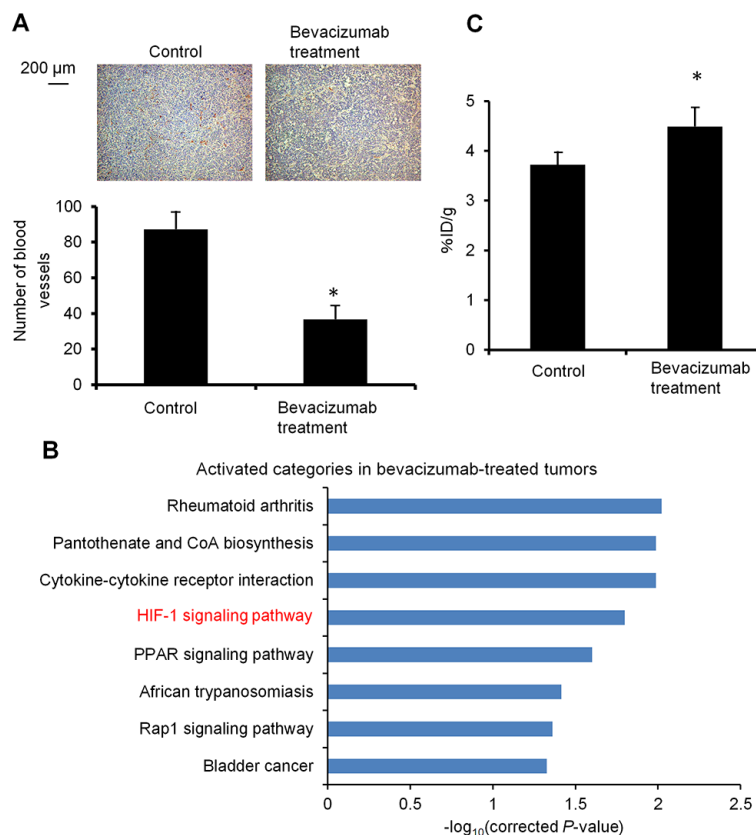 A
Control
Bevacizumab
treatment
200 μm
Number of blood
vessels
100
80
60
40
20
0
*
Control
Bevacizumab
treatment
C
%ID/g
5
4
3
2
1
0
*
Control
Bevacizumab
treatment
B
Activated categories in bevacizumab-treated tumors
Rheumatoid arthritis
Pantothenate and CoA biosynthesis
Cytokine-cytokine receptor interaction
HIF-1 signaling pathway
PPAR signaling pathway
African trypanosomiasis
Rap1 signaling pathway
Bladder cancer
0 0.5 1 1.5 2 2.5
-log10(corrected P-value)